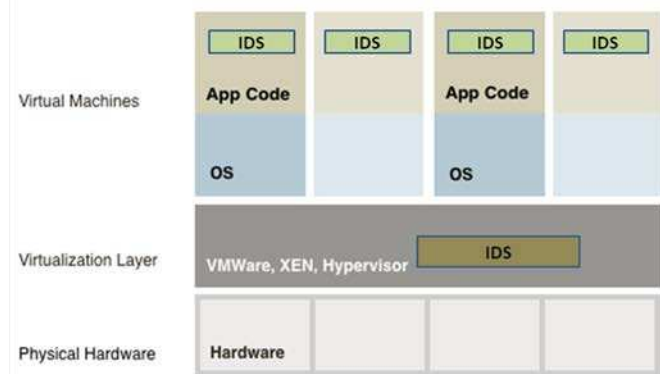 IDS IDS IDS IDS
Virtual Machines
App Code App Code
OS OS
Virtualization Layer
VMWare, XEN, Hypervisor
IDS
Physical Hardware
Hardware